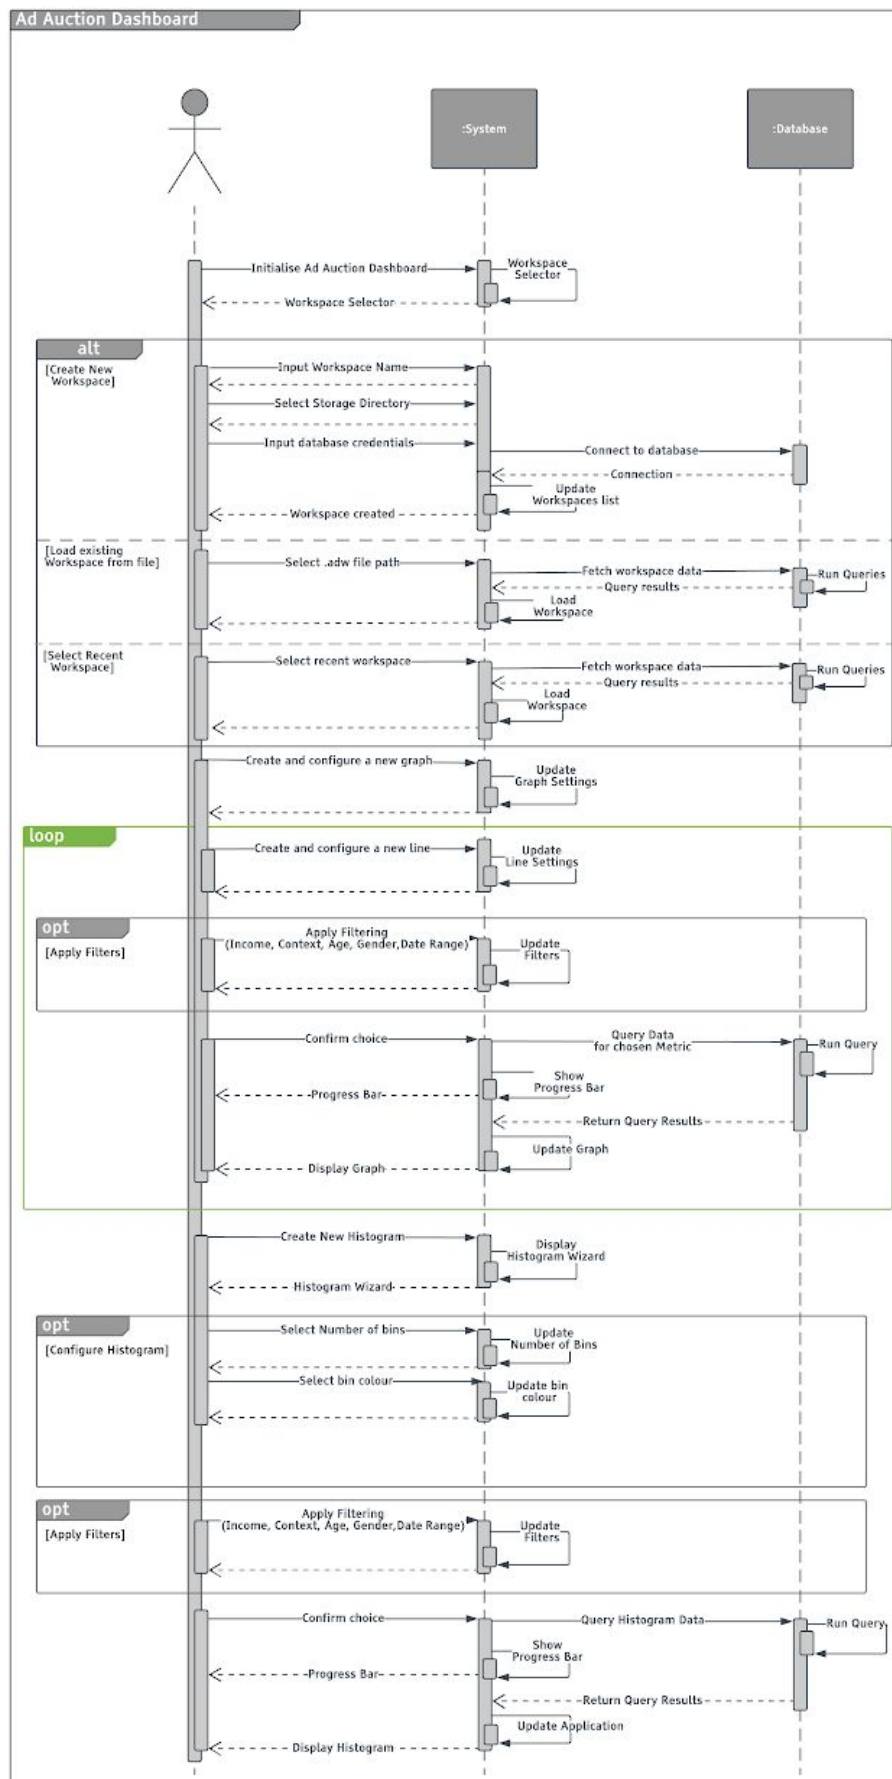 Ad Auction Dashboard
:System
:Database
Initialise Ad Auction Dashboard
Workspace
Selector
Workspace Selector
alt
[Create New
Workspace]
Input Workspace Name
Select Storage Directory
Input database credentials
Connect to database
Connection
Update
Workspaces list
Workspace created
[Load existing
Workspace from file]
Select .adw file path
Fetch workspace data
Run Queries
Query results
Load
Workspace
[Select Recent
Workspace]
Select recent workspace
Fetch workspace data
Run Queries
Query results
Load
Workspace
Create and configure a new graph
Update
Graph Settings
loop
Create and configure a new line
Update
Line Settings
opt
[Apply Filters]
Apply Filtering
(Income, Context, Age, Gender,Date Range)
Update
Filters
Confirm choice
Query Data
for chosen Metric
Run Query
Show
Progress Bar
Progress Bar
Return Query Results
Update Graph
Display Graph
Create New Histogram
Display
Histogram Wizard
Histogram Wizard
opt
[Configure Histogram]
Select Number of bins
Update
Number of Bins
Select bin colour
Update bin
colour
opt
[Apply Filters]
Apply Filtering
(Income, Context, Age, Gender,Date Range)
Update
Filters
Confirm choice
Query Histogram Data
Run Query
Show
Progress Bar
Progress Bar
Return Query Results
Update Application
Display Histogram